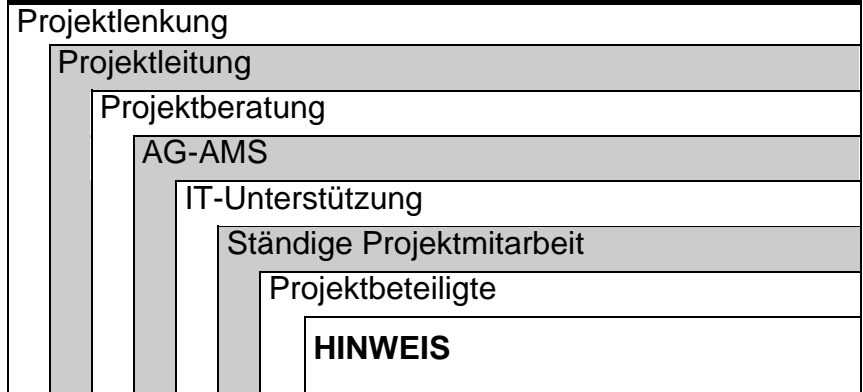 Projektlenkung
Projektleitung
Projektberatung
AG-AMS
IT-Unterstützung
Ständige Projektmitarbeit
Projektbeteiligte
HINWEIS